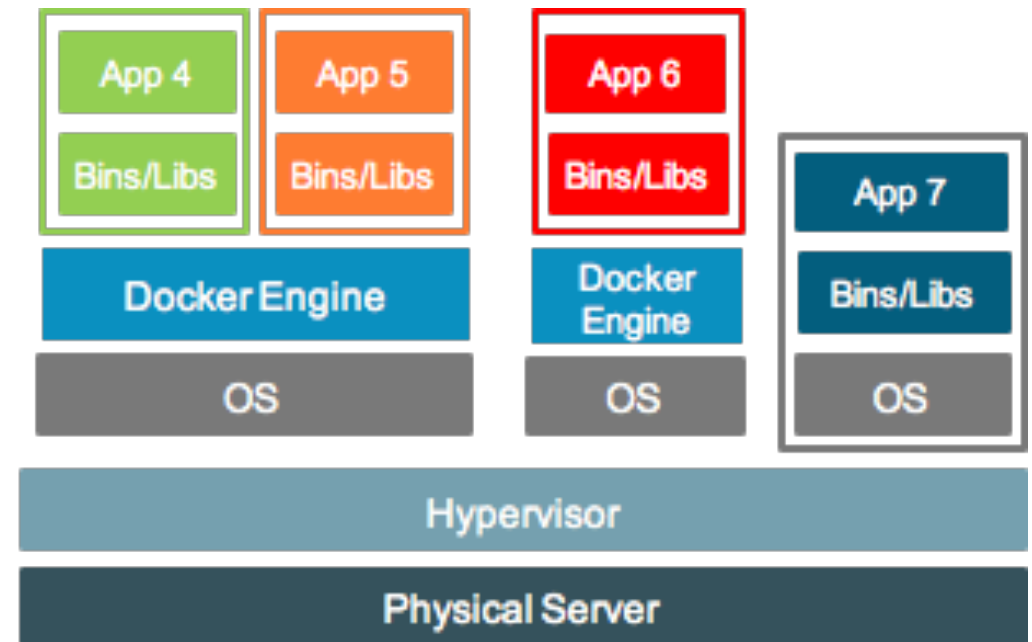 App 4
App 5
App 6
Bins/Libs
Bins/Libs
Bins/Libs
App 7
Docker Engine
Docker
Engine
Bins/Libs
OS
OS
OS
Hypervisor
Physical Server